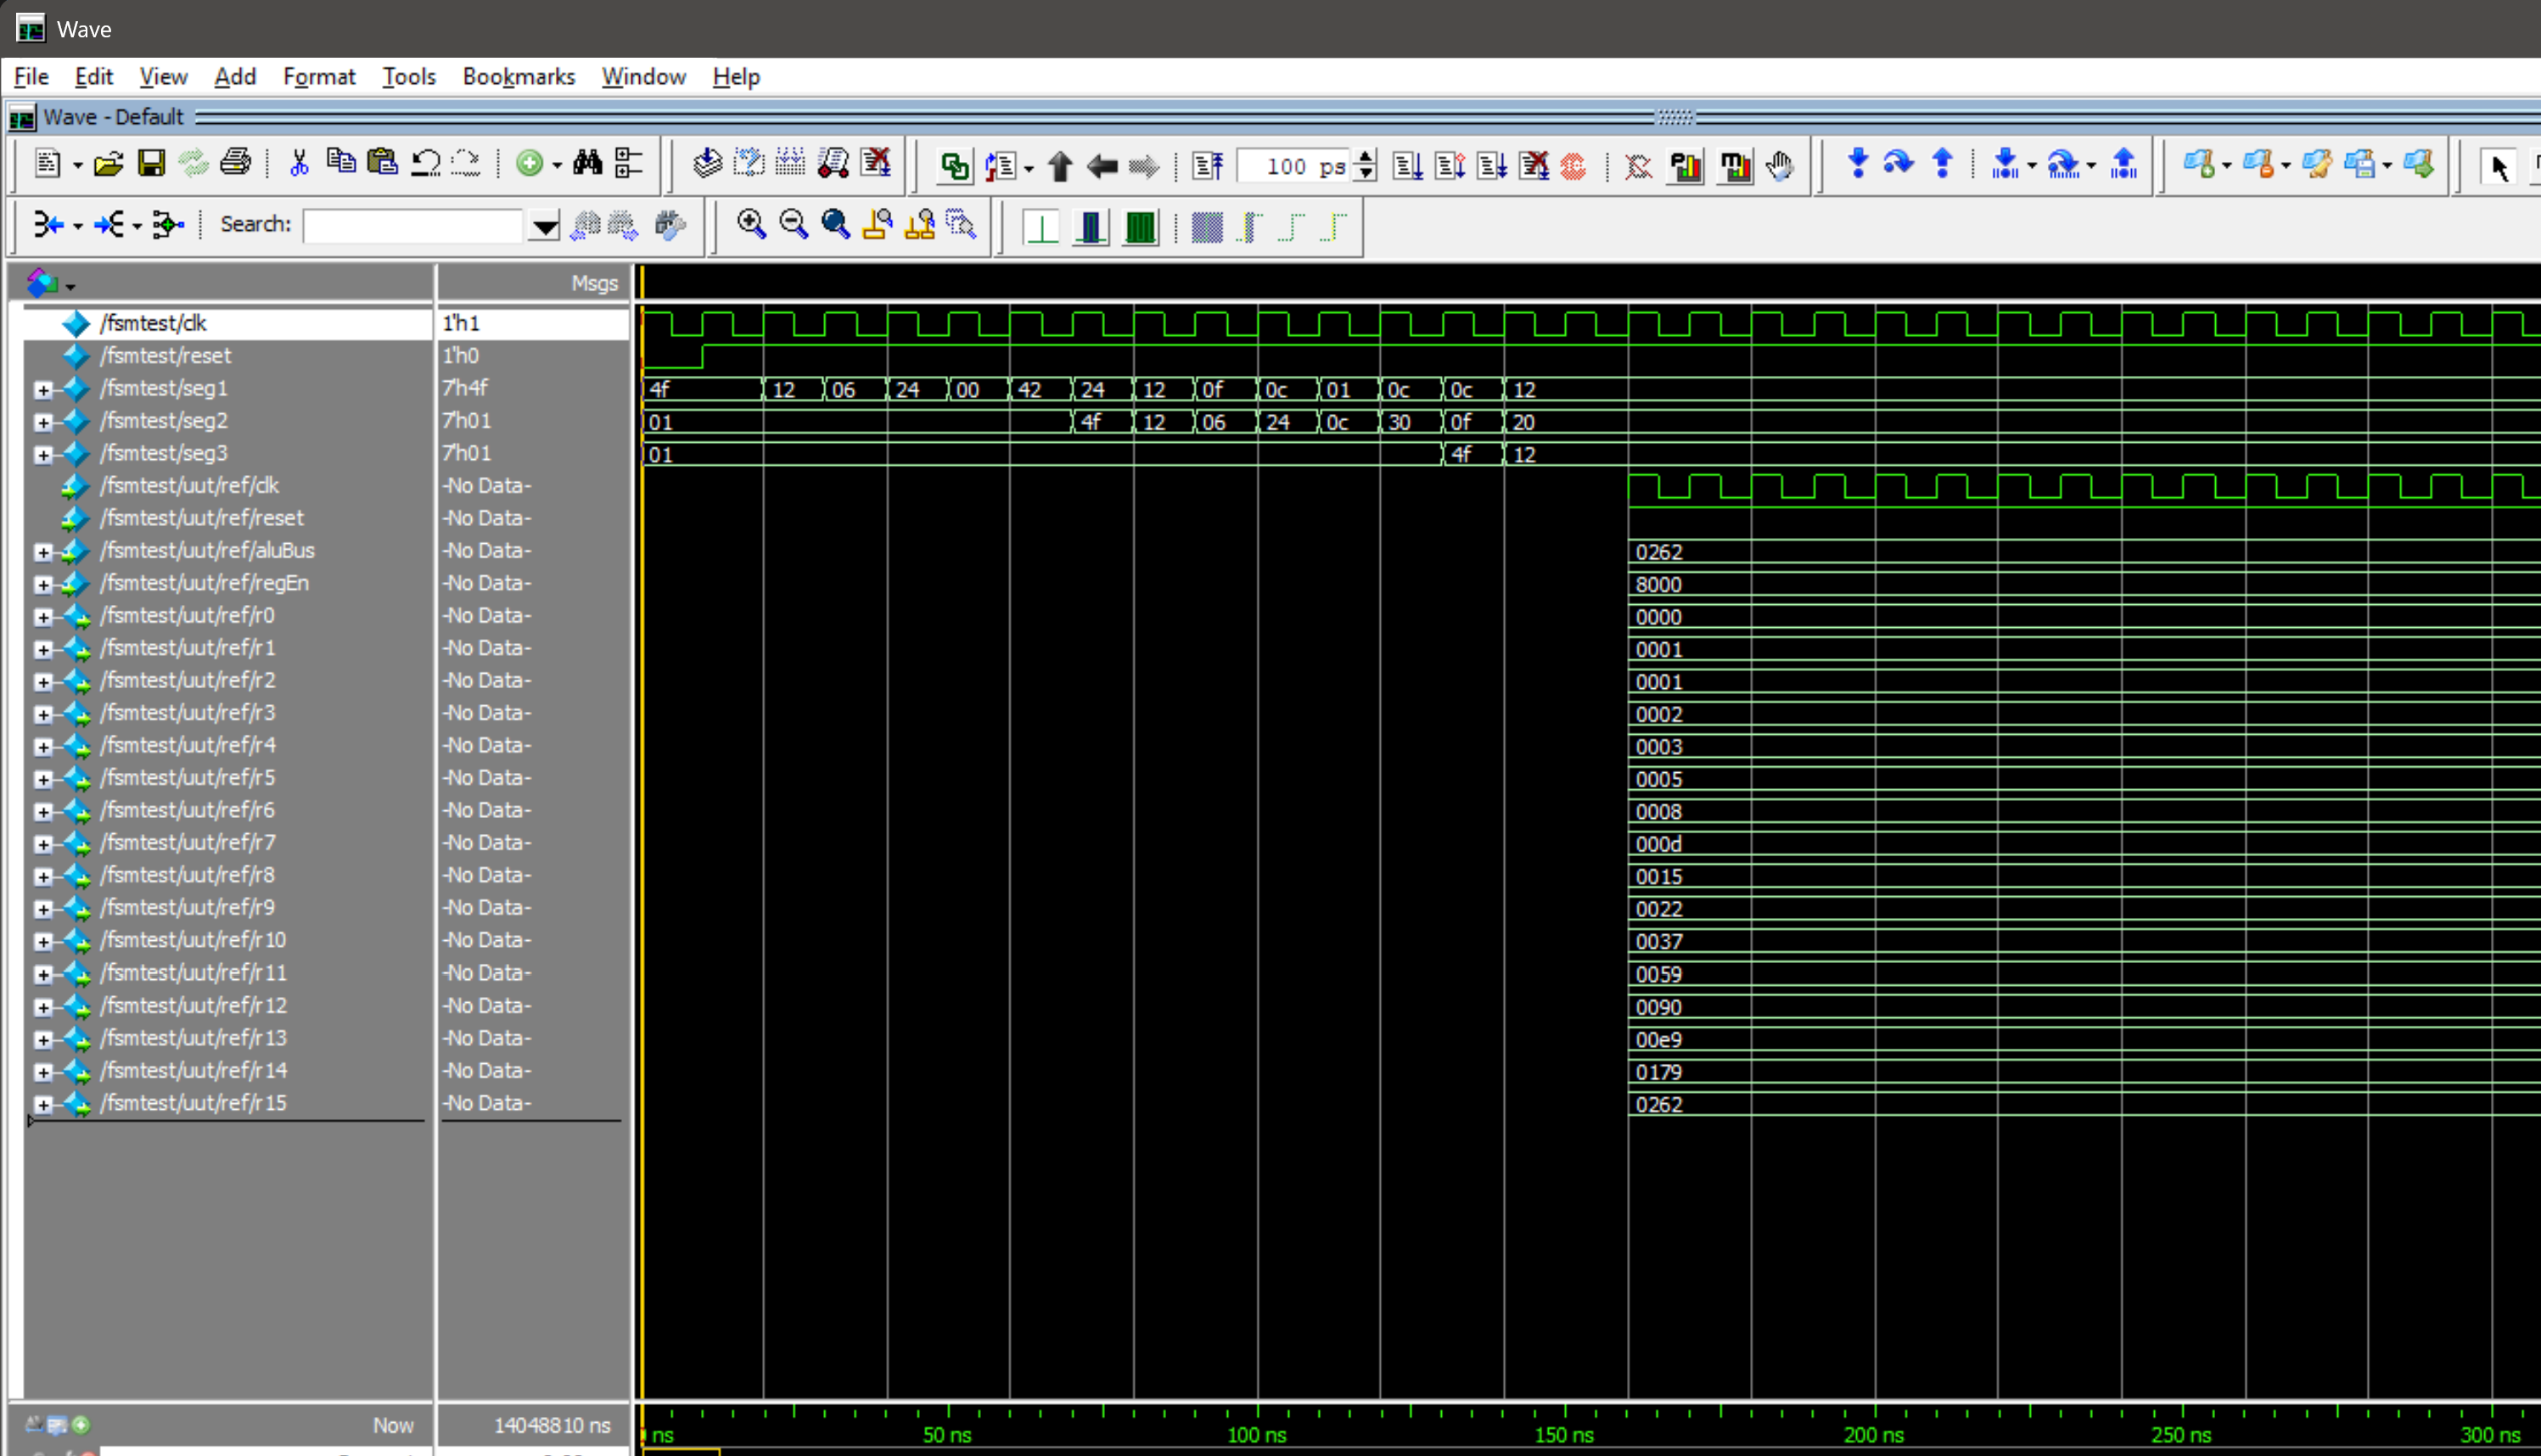 Wave
File Edit View Add Format Tools Bookmarks Window Help
Wave - Default
100 ps
Search:
Msgs
/fsmtest/clk 1'h1
/fsmtest/reset 1'h0
/fsmtest/seg1 7'h4f 4f 12 06 24 00 42 24 12 0f 0c 01 0c 0c 12
/fsmtest/seg2 7'h01 01 4f 12 06 24 0c 30 0f 20
/fsmtest/seg3 7'h01 01 4f 12
/fsmtest/uut/ref/clk -No Data-
/fsmtest/uut/ref/reset -No Data-
/fsmtest/uut/ref/aluBus -No Data- 0262
/fsmtest/uut/ref/regEn -No Data- 8000
/fsmtest/uut/ref/r0 -No Data- 0000
/fsmtest/uut/ref/r1 -No Data- 0001
/fsmtest/uut/ref/r2 -No Data- 0001
/fsmtest/uut/ref/r3 -No Data- 0002
/fsmtest/uut/ref/r4 -No Data- 0003
/fsmtest/uut/ref/r5 -No Data- 0005
/fsmtest/uut/ref/r6 -No Data- 0008
/fsmtest/uut/ref/r7 -No Data- 000d
/fsmtest/uut/ref/r8 -No Data- 0015
/fsmtest/uut/ref/r9 -No Data- 0022
/fsmtest/uut/ref/r10 -No Data- 0037
/fsmtest/uut/ref/r11 -No Data- 0059
/fsmtest/uut/ref/r12 -No Data- 0090
/fsmtest/uut/ref/r13 -No Data- 00e9
/fsmtest/uut/ref/r14 -No Data- 0179
/fsmtest/uut/ref/r15 -No Data- 0262
Now 14048810 ns
ns 50 ns 100 ns 150 ns 200 ns 250 ns 300 ns